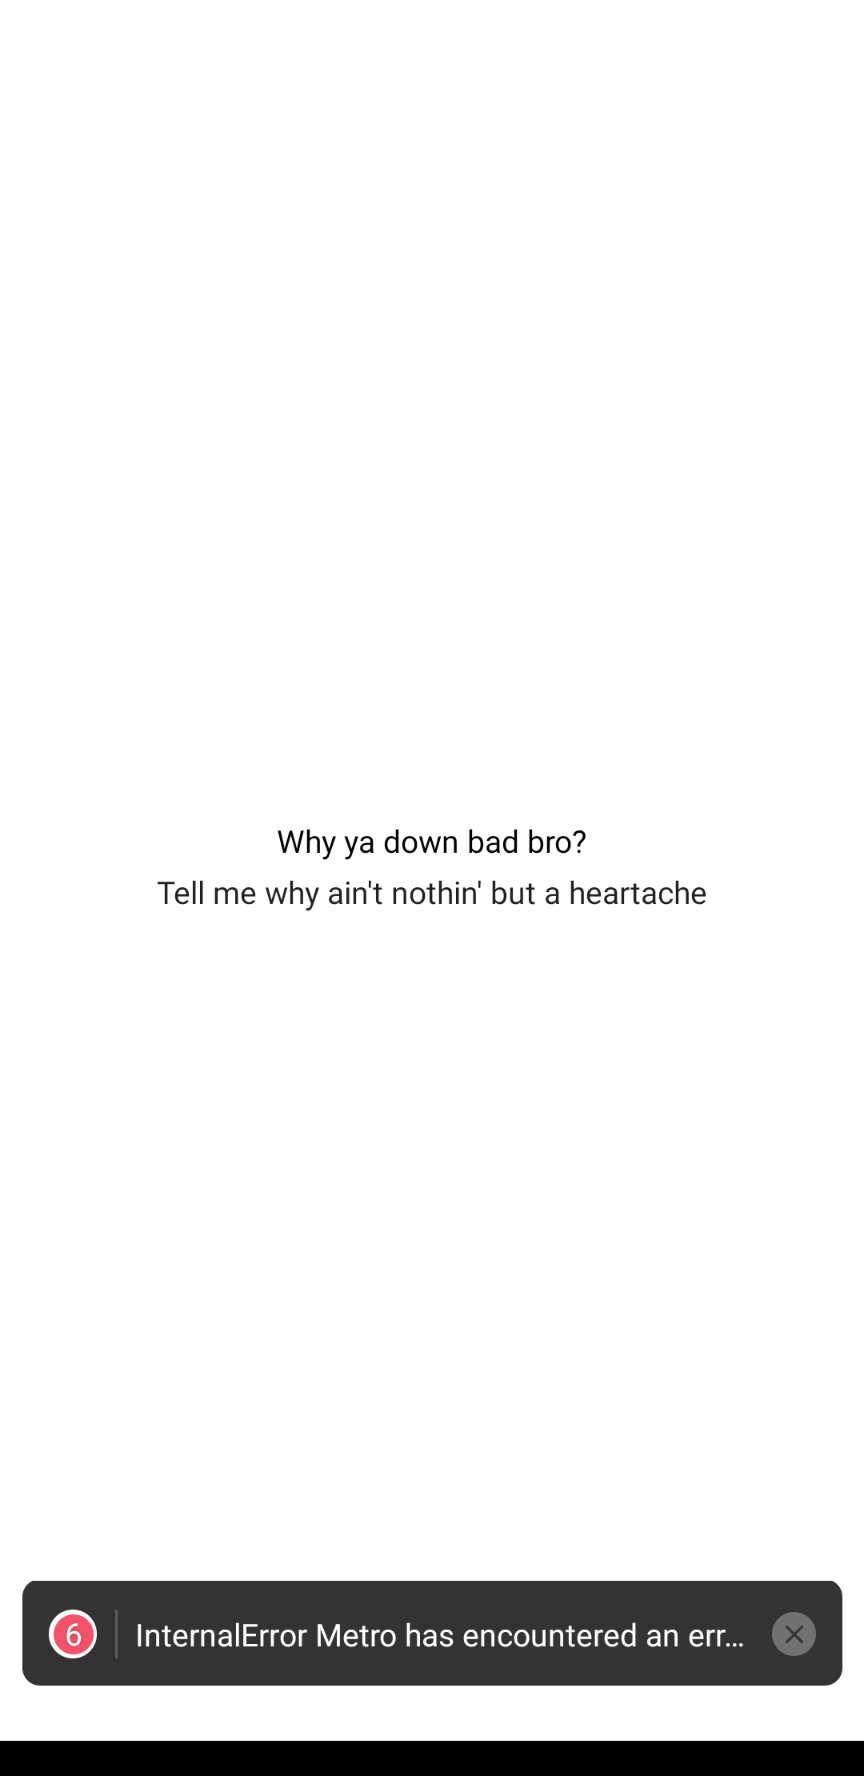 Why ya down bad bro?
Tell me why ain't nothin' but a heartache
6 InternalError Metro has encountered an err...